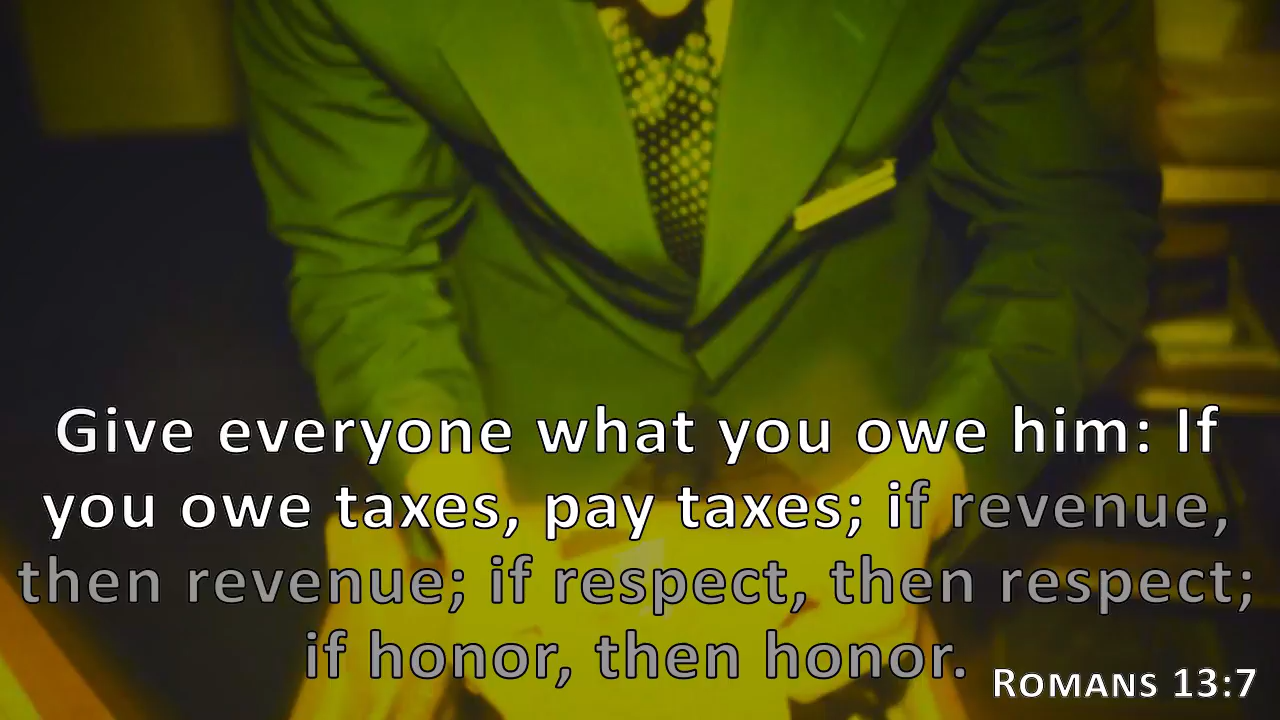 Give everyone what you owe him: If
you owe taxes, pay taxes; if revenue,
then revenue; if respect, then respect;
if honor, then honor.
Romans 13:7